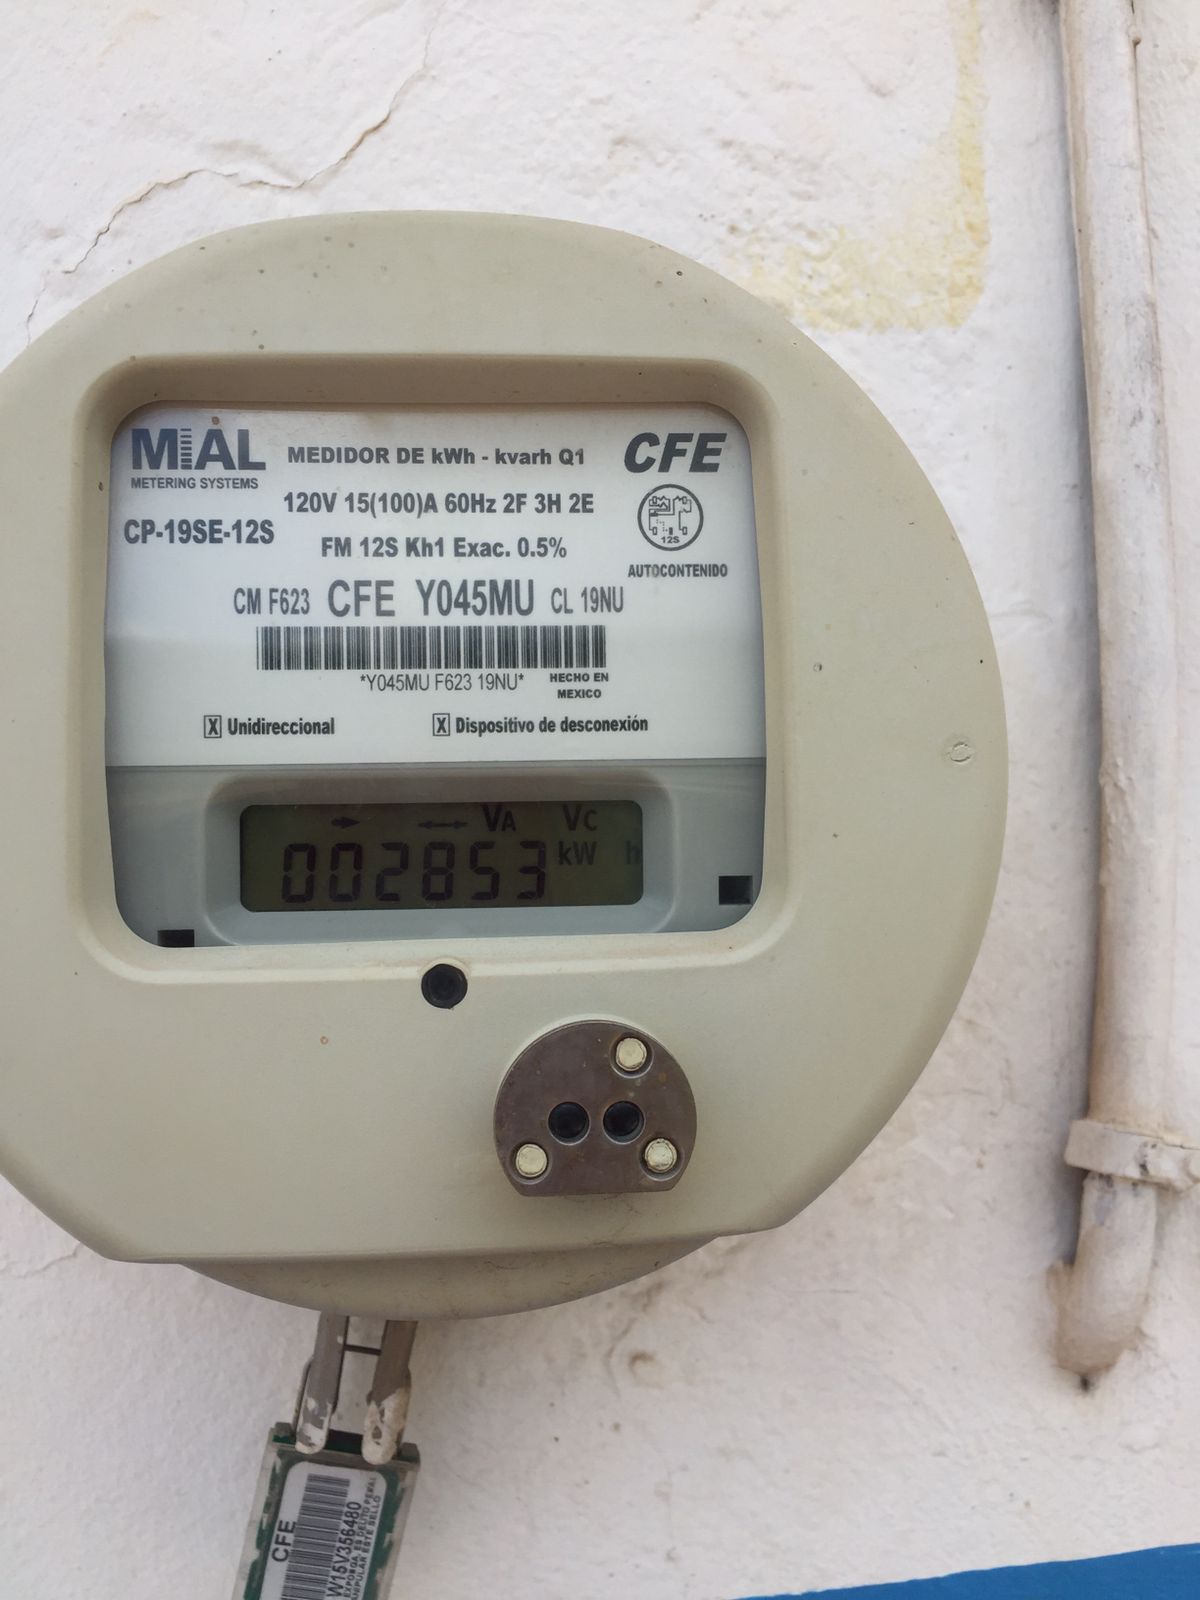 MIAL
METERING SYSTEMS
MEDIDOR DE kWh - kvarh Q1
CFE
120V 15(100)A 60Hz 2F 3H 2E
CP-19SE-12S
FM 12S Kh1 Exac. 0.5%
12S
AUTOCONTENIDO
CM F623 CFE Y045MU CL 19NU
*Y045MU F623 19NU*
HECHO EN
MEXICO
X Unidireccional
X Dispositivo de desconexión
VA VC
002853 kW h
CFE
W15V356480